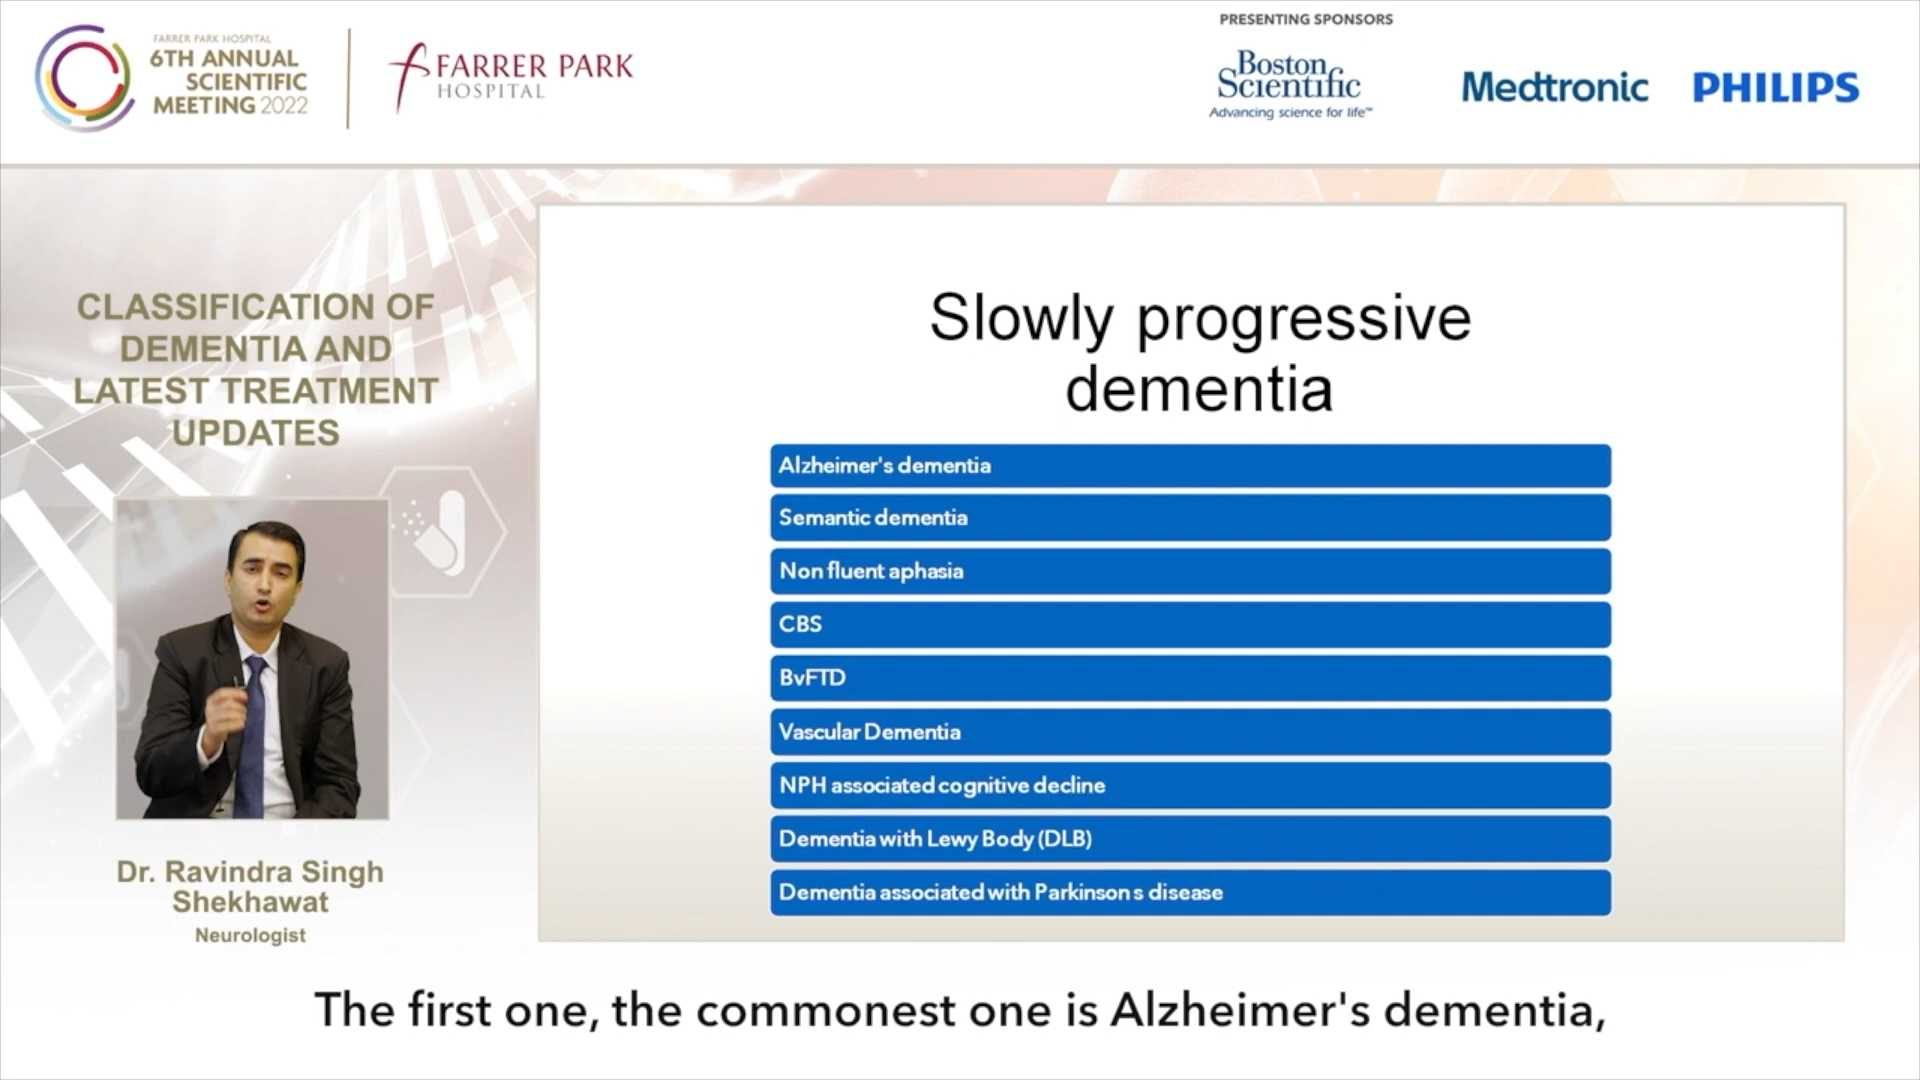 FARRER PARK HOSPITAL
6TH ANNUAL
SCIENTIFIC
MEETING 2022
FARRER PARK
HOSPITAL
PRESENTING SPONSORS
Boston
Scientific
Advancing science for life™
Medtronic
PHILIPS
CLASSIFICATION OF
DEMENTIA AND
LATEST TREATMENT
UPDATES
Dr. Ravindra Singh
Shekhawat
Neurologist
Slowly progressive
dementia
Alzheimer's dementia
Semantic dementia
Non fluent aphasia
CBS
BvFTD
Vascular Dementia
NPH associated cognitive decline
Dementia with Lewy Body (DLB)
Dementia associated with Parkinson s disease
The first one, the commonest one is Alzheimer's dementia,